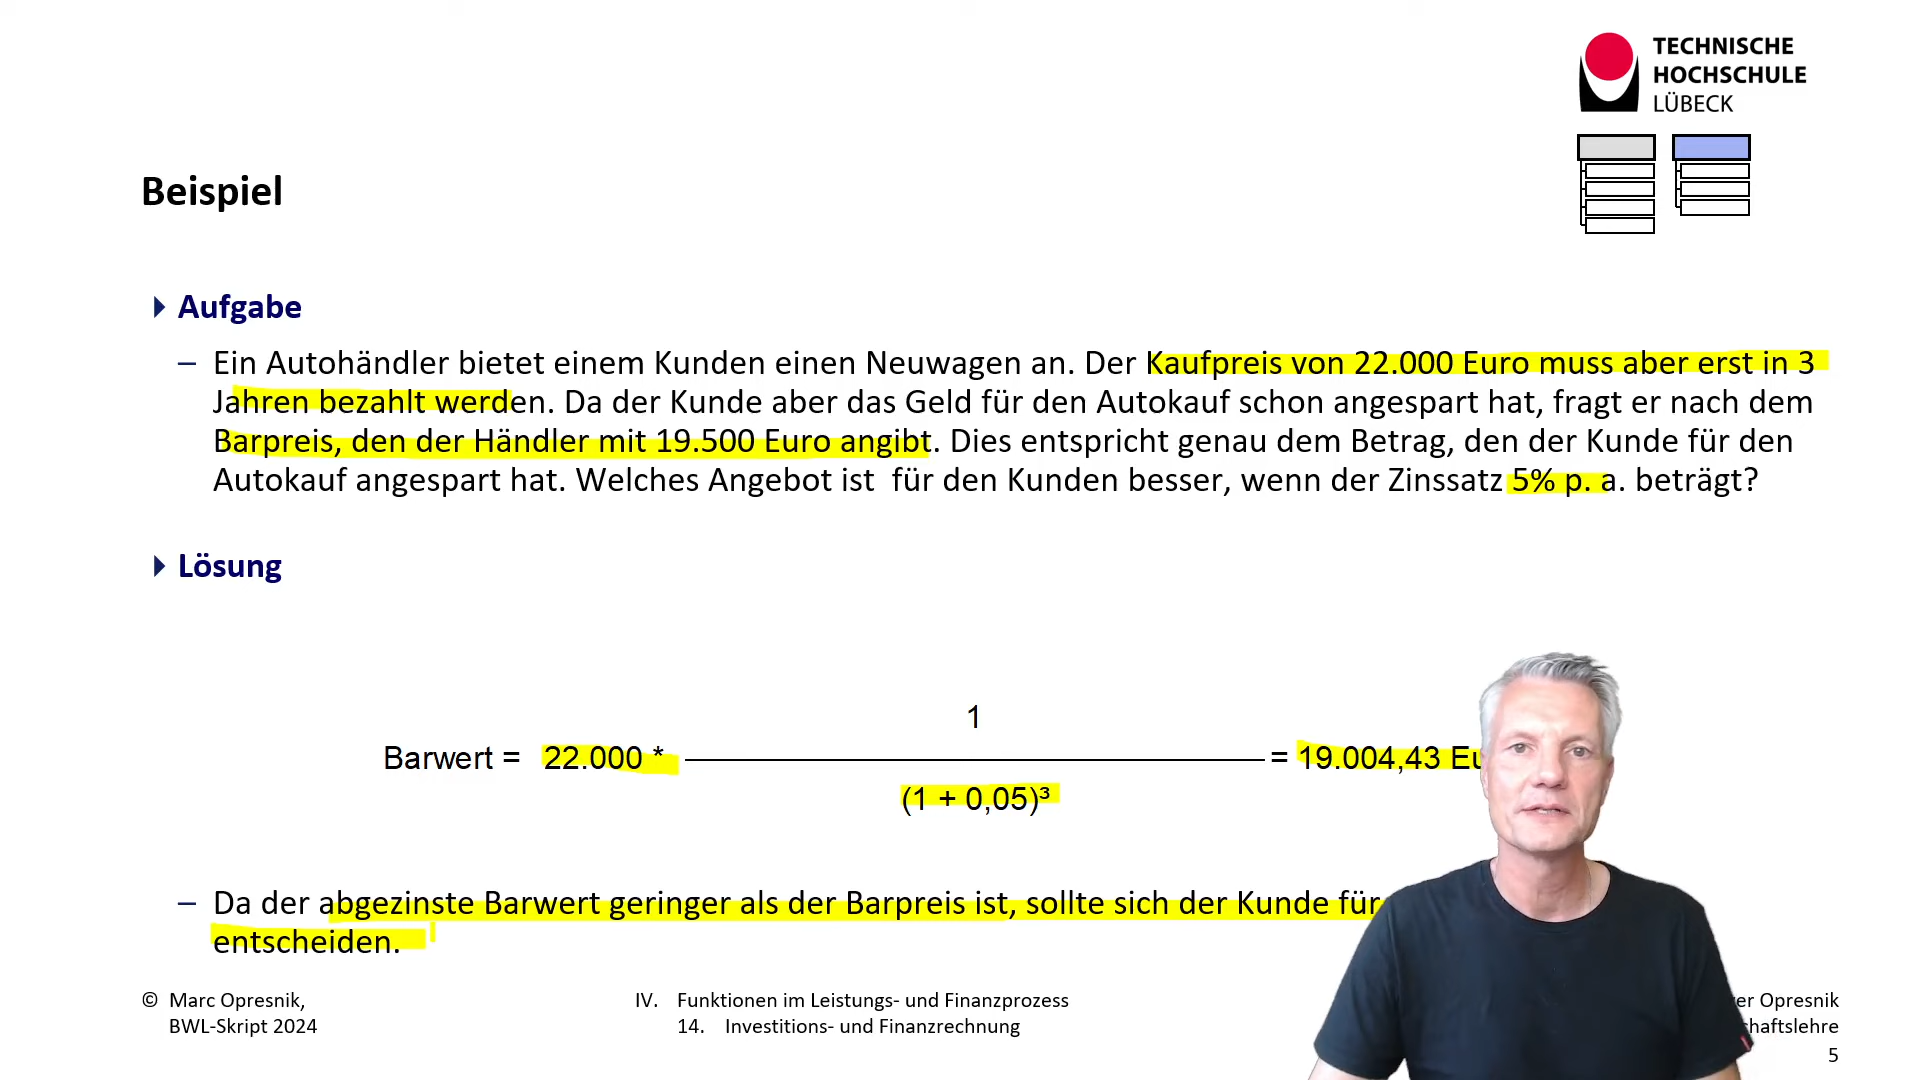 TECHNISCHE
HOCHSCHULE
LÜBECK
Beispiel
Aufgabe
– Ein Autohändler bietet einem Kunden einen Neuwagen an. Der Kaufpreis von 22.000 Euro muss aber erst in 3
Jahren bezahlt werden. Da der Kunde aber das Geld für den Autokauf schon angespart hat, fragt er nach dem
Barpreis, den der Händler mit 19.500 Euro angibt. Dies entspricht genau dem Betrag, den der Kunde für den
Autokauf angespart hat. Welches Angebot ist für den Kunden besser, wenn der Zinssatz 5% p. a. beträgt?
Lösung
1
Barwert = 22.000 * = 19.004,43
(1 + 0,05)³
– Da der abgezinste Barwert geringer als der Barpreis ist, sollte sich der Kunde für
entscheiden.
© Marc Opresnik,
BWL-Skript 2024
IV. Funktionen im Leistungs- und Finanzprozess
14. Investitions- und Finanzrechnung
Opresnik
5